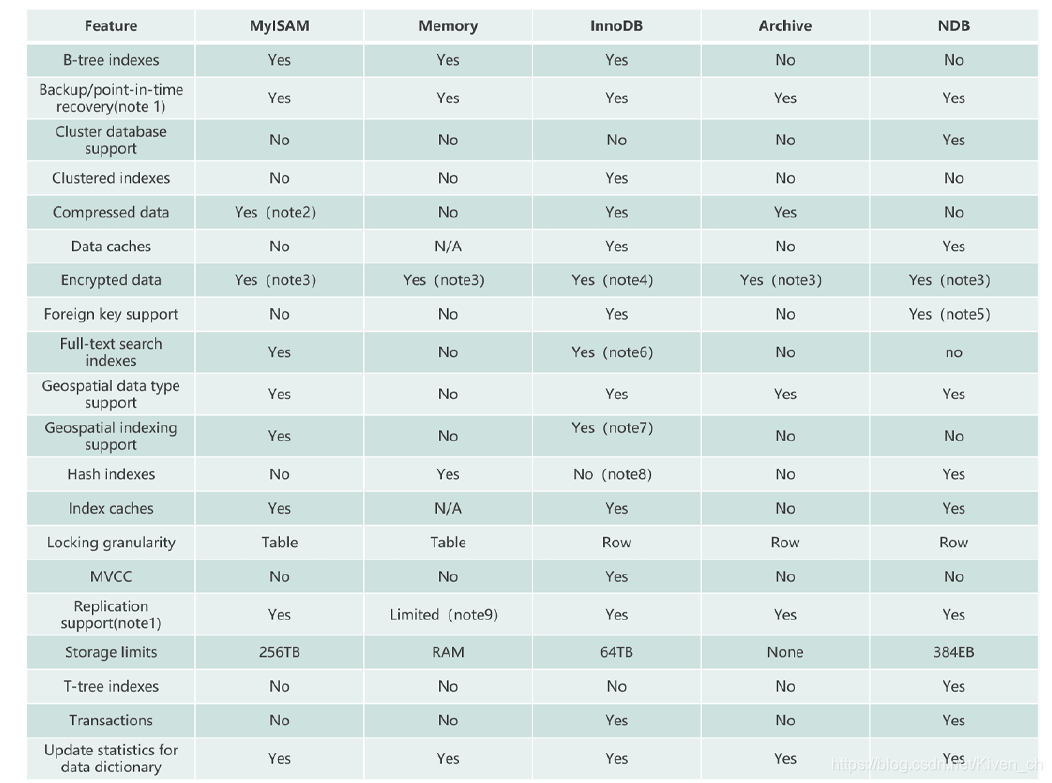 Feature MyISAM Memory InnoDB Archive NDB
B-tree indexes Yes Yes Yes No No
Backup/point-in-time
recovery(note 1) Yes Yes Yes Yes Yes
Cluster database
support No No No No Yes
Clustered indexes No No Yes No No
Compressed data Yes (note2) No Yes Yes No
Data caches No N/A Yes No Yes
Encrypted data Yes (note3) Yes (note3) Yes (note4) Yes (note3) Yes (note3)
Foreign key support No No Yes No Yes (note5)
Full-text search
indexes Yes No Yes (note6) No no
Geospatial data type
support Yes No Yes Yes Yes
Geospatial indexing
support Yes No Yes (note7) No No
Hash indexes No Yes No (note8) No Yes
Index caches Yes N/A Yes No Yes
Locking granularity Table Table Row Row Row
MVCC No No Yes No No
Replication
support(note1) Yes Limited (note9) Yes Yes Yes
Storage limits 256TB RAM 64TB None 384EB
T-tree indexes No No No No Yes
Transactions No No Yes No Yes
Update statistics for
data dictionary Yes Yes Yes Yes Yes
https://blog.csdn.net/Kiven_ch